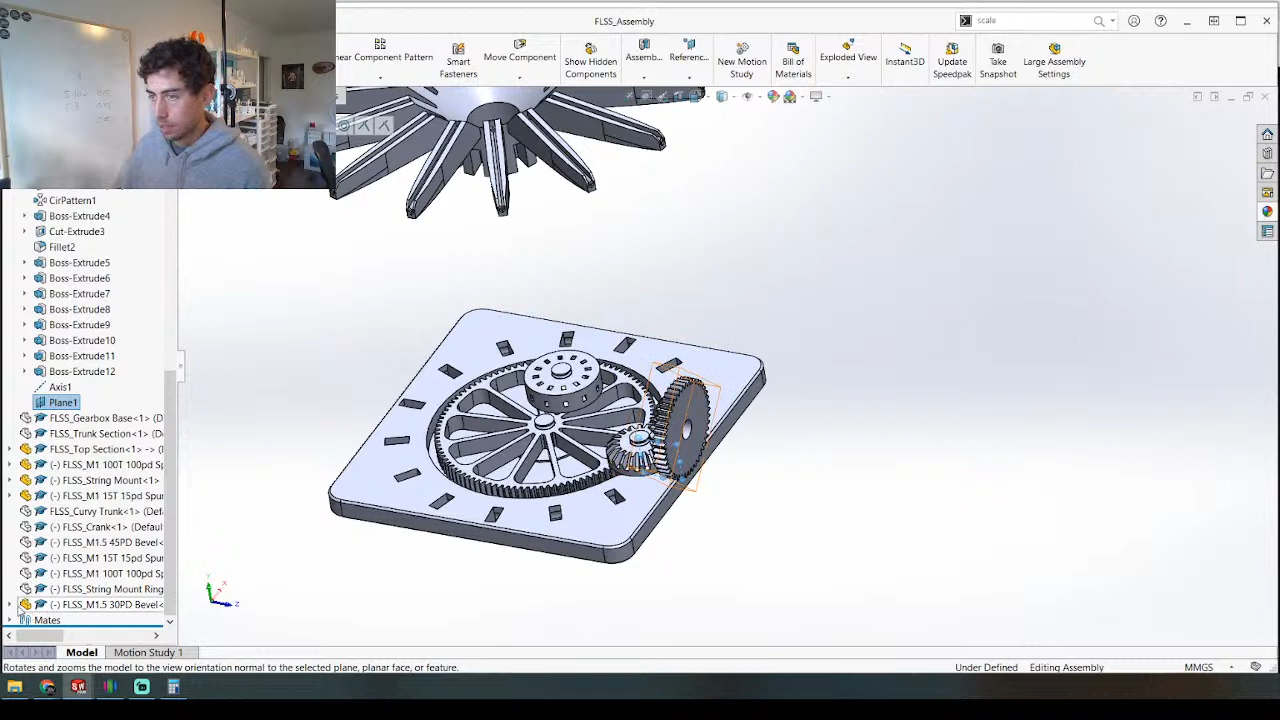 FLSS_Assembly
scale
near Component Pattern
Smart Fasteners
Move Component
Show Hidden Components
Assemb...
Referenc...
New Motion Study
Bill of Materials
Exploded View
Instant3D
Update Speedpak
Take Snapshot
Large Assembly Settings
CirPattern1
Boss-Extrude4
Cut-Extrude3
Fillet2
Boss-Extrude5
Boss-Extrude6
Boss-Extrude7
Boss-Extrude8
Boss-Extrude9
Boss-Extrude10
Boss-Extrude11
Boss-Extrude12
Axis1
Plane1
FLSS_Gearbox Base<1> (D
FLSS_Trunk Section<1> (De
FLSS_Top Section<1> -> (D
(-) FLSS_M1 100T 100pd Sp
(-) FLSS_String Mount<1> (
(-) FLSS_M1 15T 15pd Spur
FLSS_Curvy Trunk<1> (Def
(-) FLSS_Crank<1> (Defaul
(-) FLSS_M1.5 45PD Bevel<
(-) FLSS_M1 15T 15pd Spu
(-) FLSS_M1 100T 100pd Sp
(-) FLSS_String Mount Ring
(-) FLSS_M1.5 30PD Bevel<
Mates
Y
X
Z
Model
Motion Study 1
Rotates and zooms the model to the view orientation normal to the selected plane, planar face, or feature.
Under Defined
Editing Assembly
MMGS